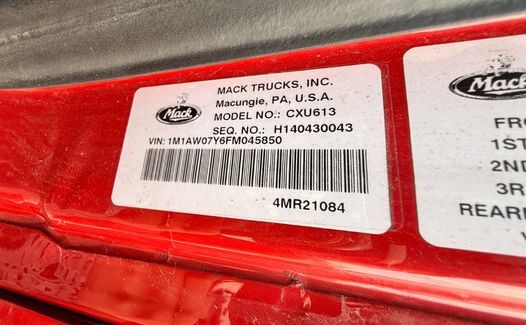 Mack
MACK TRUCKS, INC.
Macungie, PA, U.S.A.
MODEL NO.: CXU613
SEQ. NO.: H140430043
VIN: 1M1AW07Y6FM045850
4MR21084
Mack
FRO
1ST
2ND
3R
REAR